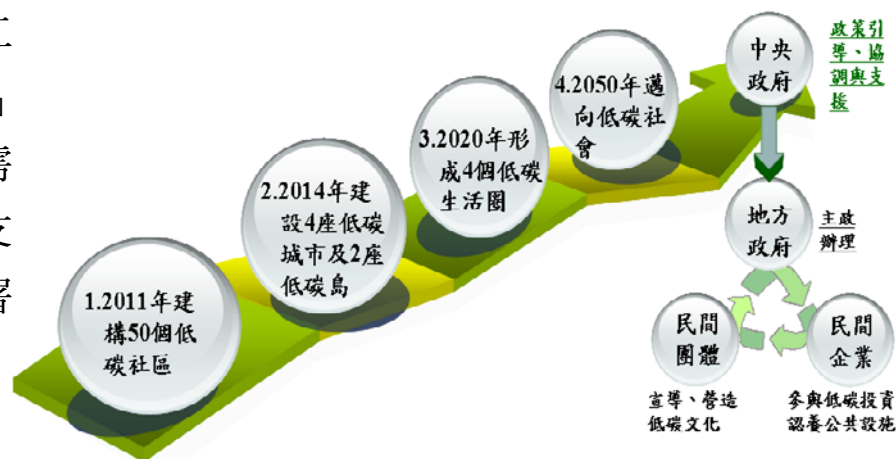 1.2011年建
構50個低
碳社區
2.2014年建
設4座低碳
城市及2座
低碳島
3.2020年形
成4個低碳
生活圈
4.2050年邁
向低碳社
會
中央
政府
政策引
導、協
調與支
援
地方
政府
主政
辦理
民間
團體
宣導、營造
低碳文化
民間
企業
參與低碳投資
認養公共設施